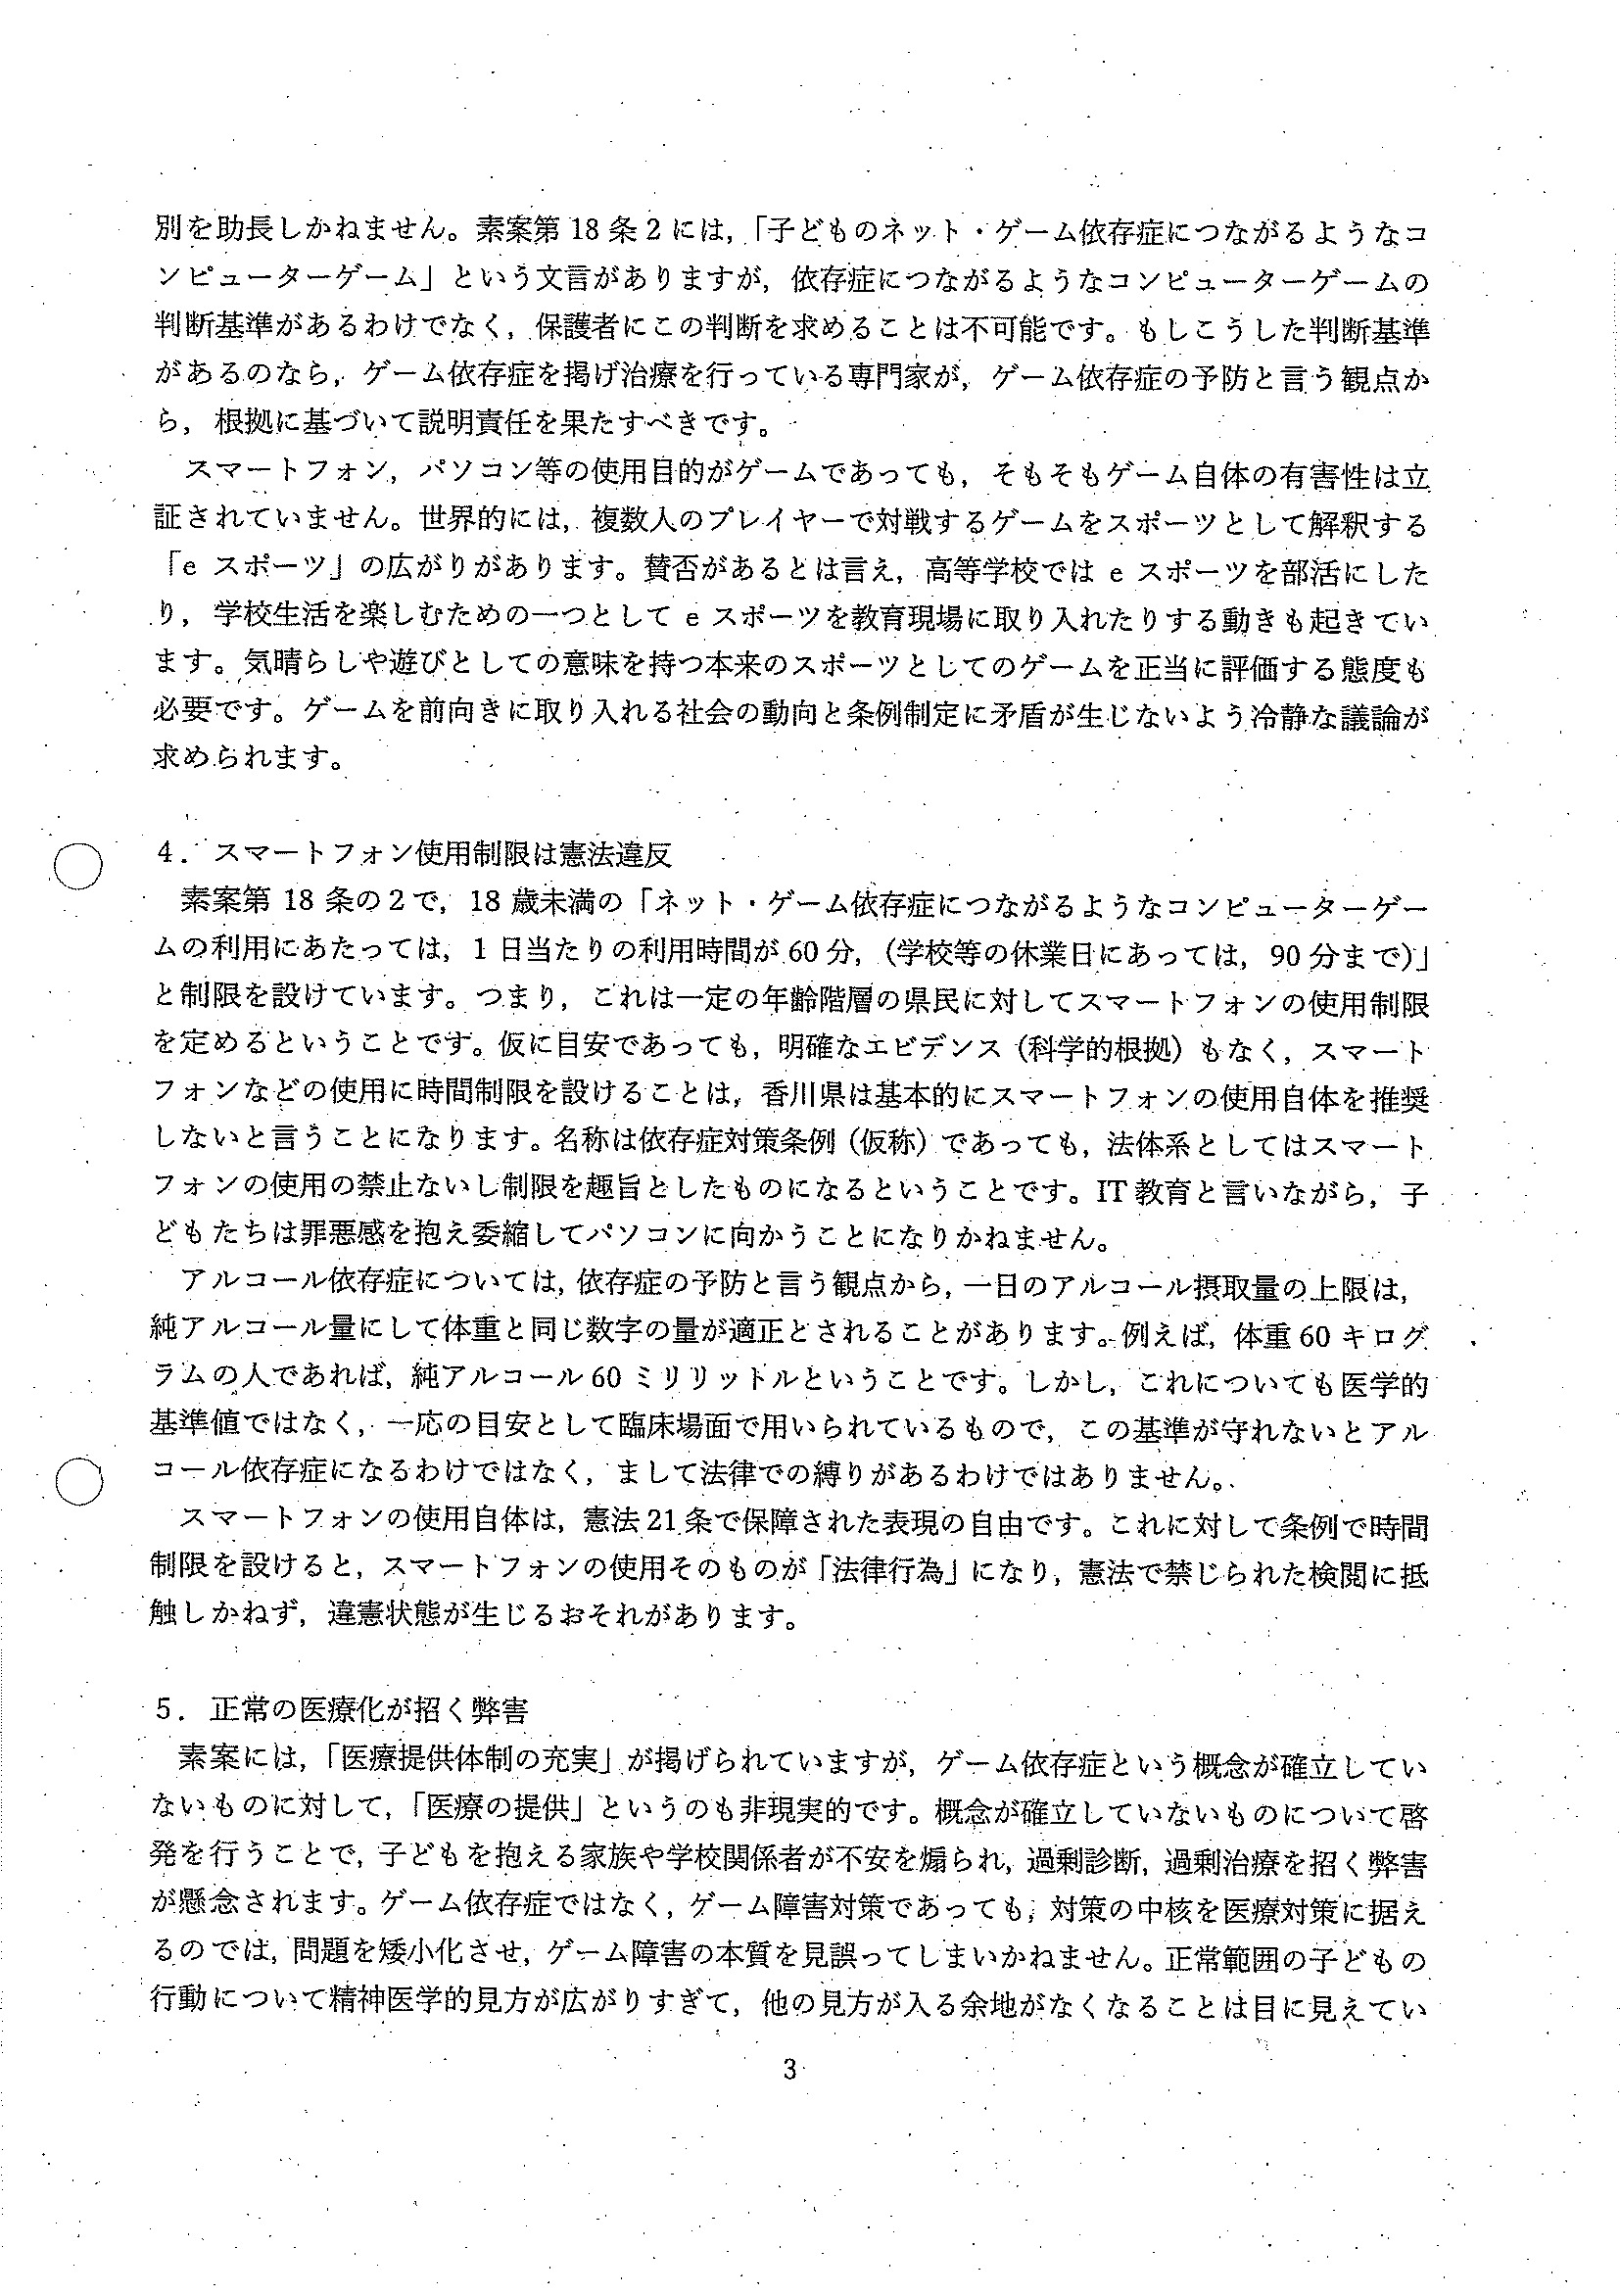 別を助長しかねません。素案第 18 条 2 には,「子どものネット・ゲーム依存症につながるようなコ
ンピューターゲーム」という文言がありますが, 依存症につながるようなコンピューターゲームの
判断基準があるわけでなく, 保護者にこの判断を求めることは不可能です。もしこうした判断基準
があるのなら, ゲーム依存症を掲げ治療を行っている専門家が, ゲーム依存症の予防と言う観点か
ら, 根拠に基づいて説明責任を果たすべきです。
スマートフォン, パソコン等の使用目的がゲームであっても, そもそもゲーム自体の有害性は立
証されていません。世界的には, 複数人のプレイヤーで対戦するゲームをスポーツとして解釈する
「e スポーツ」の広がりがあります。賛否があるとは言え, 高等学校では e スポーツを部活にした
り, 学校生活を楽しむための一つとして e スポーツを教育現場に取り入れたりする動きも起きてい
ます。気晴らしや遊びとしての意味を持つ本来のスポーツとしてのゲームを正当に評価する態度も
必要です。ゲームを前向きに取り入れる社会の動向と条例制定に矛盾が生じないよう冷静な議論が
求められます。
4. スマートフォン使用制限は憲法違反
素案第 18 条の2で, 18 歳未満の「ネット・ゲーム依存症につながるようなコンピューターゲー
ムの利用にあたっては, 1 日当たりの利用時間が 60 分, (学校等の休業日にあっては, 90 分まで)」
と制限を設けています。つまり, これは一定の年齢階層の県民に対してスマートフォンの使用制限
を定めるということです。仮に目安であっても, 明確なエビデンス (科学的根拠) もなく, スマート
フォンなどの使用に時間制限を設けることは, 香川県は基本的にスマートフォンの使用自体を推奨
しないと言うことになります。名称は依存症対策条例 (仮称) であっても, 法体系としてはスマート
フォンの使用の禁止ないし制限を趣旨としたものになるということです。IT 教育と言いながら, 子
どもたちは罪悪感を抱え委縮してパソコンに向かうことになりかねません。
アルコール依存症については, 依存症の予防と言う観点から, 一日のアルコール摂取量の上限は,
純アルコール量にして体重と同じ数字の量が適正とされることがあります。例えば, 体重 60 キログ
ラムの人であれば, 純アルコール 60 ミリリットルということです。しかし, これについても医学的
基準値ではなく, 一応の目安として臨床場面で用いられているもので, この基準が守れないとアル
コール依存症になるわけではなく, まして法律での縛りがあるわけではありません。
スマートフォンの使用自体は, 憲法 21 条で保障された表現の自由です。これに対して条例で時間
制限を設けると, スマートフォンの使用そのものが「法律行為」になり, 憲法で禁じられた検閲に抵
触しかねず, 違憲状態が生じるおそれがあります。
5. 正常の医療化が招く弊害
素案には,「医療提供体制の充実」が掲げられていますが, ゲーム依存症という概念が確立してい
ないものに対して,「医療の提供」というのも非現実的です。概念が確立していないものについて啓
発を行うことで, 子どもを抱える家族や学校関係者が不安を煽られ, 過剰診断, 過剰治療を招く弊害
が懸念されます。ゲーム依存症ではなく, ゲーム障害対策であっても, 対策の中核を医療対策に据え
るのでは, 問題を矮小化させ, ゲーム障害の本質を見誤ってしまいかねません。正常範囲の子どもの
行動について精神医学的見方が広がりすぎて, 他の見方が入る余地がなくなることは目に見えてい
3